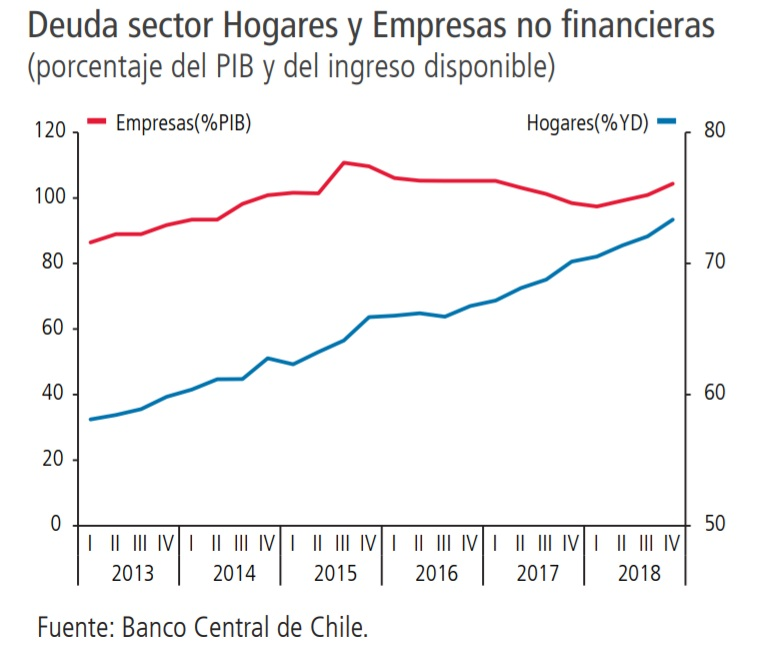 Deuda sector Hogares y Empresas no financieras
(porcentaje del PIB y del ingreso disponible)
120 Empresas(%PIB) Hogares(%YD) 80
100
80 70
60
40 60
20
0 50
I II III IV I II III IV I II III IV I II III IV I II III IV I II III IV
2013 2014 2015 2016 2017 2018
Fuente: Banco Central de Chile.